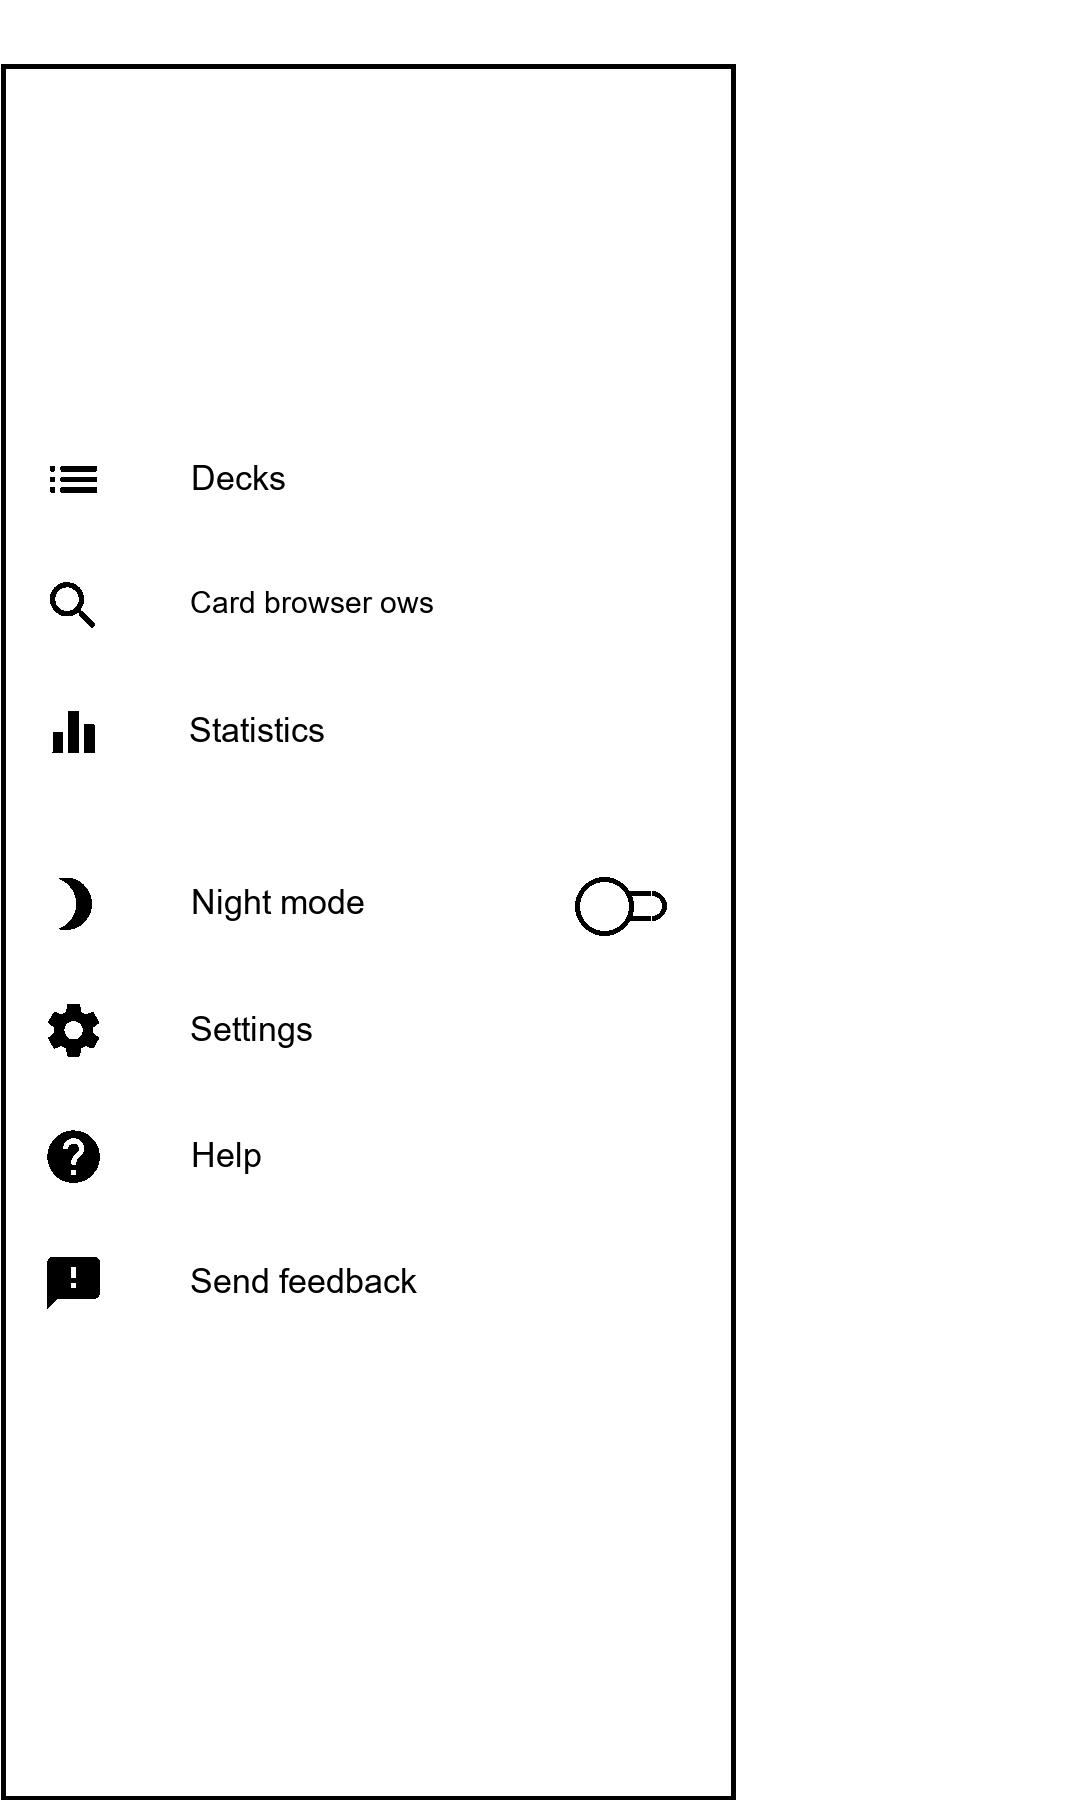 Decks
Card browser ows
Statistics
Night mode
Settings
Help
Send feedback